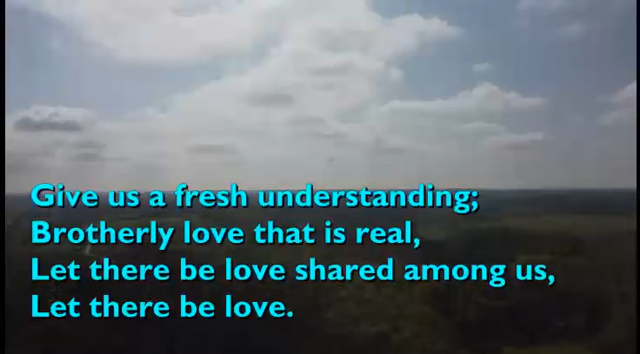 Give us a fresh understanding;
Brotherly love that is real,
Let there be love shared among us,
Let there be love.